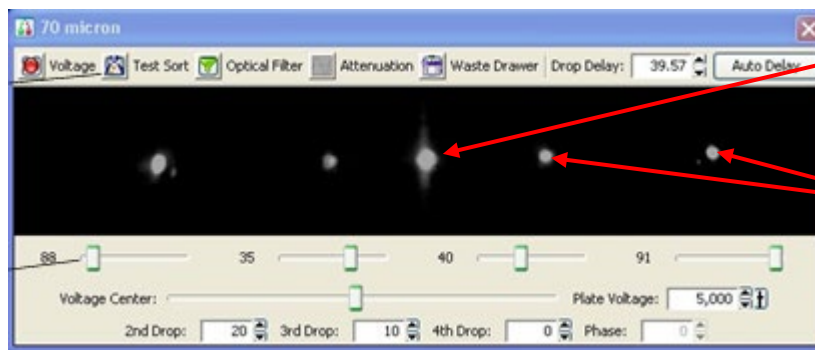 70 micron
Voltage Test Sort Optical Filter Attenuation Waste Drawer Drop Delay: 39.57 Auto Delay
88 35 40 91
Voltage Center: Plate Voltage: 5,000
2nd Drop: 20 3rd Drop: 10 4th Drop: 0 Phase: 0